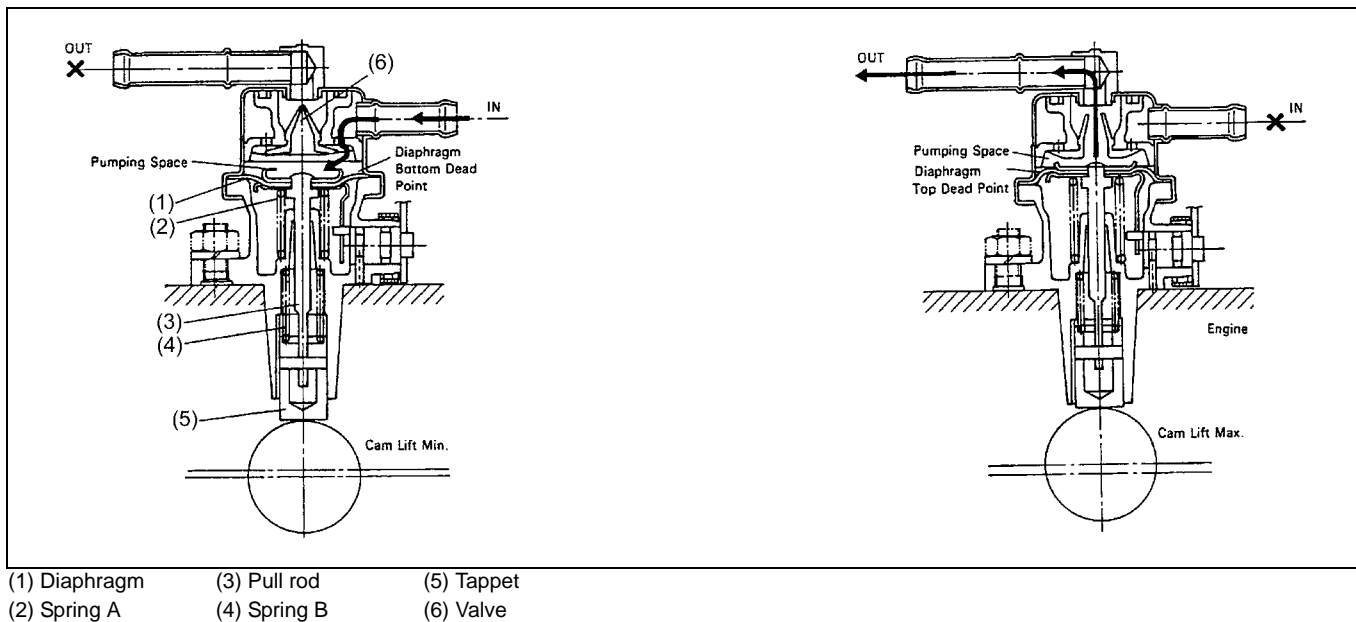 OUT
(6)
IN
Pumping Space
Diaphragm
Bottom Dead
Point
(1)
(2)
(3)
(4)
(5)
Cam Lift Min.
OUT
IN
Pumping Space
Diaphragm
Top Dead Point
Engine
Cam Lift Max.
(1) Diaphragm (3) Pull rod (5) Tappet
(2) Spring A (4) Spring B (6) Valve